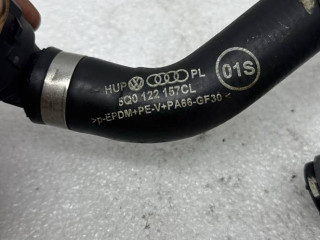 HUP PL
5Q0 122 157CL
>p-EPDM+PE-V+PA66-GF30<
01S